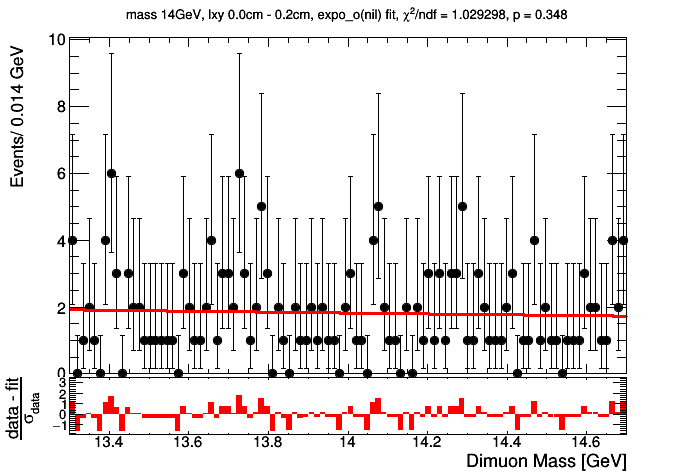 mass 14GeV, lxy 0.0cm - 0.2cm, expo_o(nil) fit, χ²/ndf = 1.029298, p = 0.348
Events/ 0.014 GeV
10
8
6
4
2
0
data - fit
σdata
3
2
1
0
−1
13.4 13.6 13.8 14 14.2 14.4 14.6
Dimuon Mass [GeV]